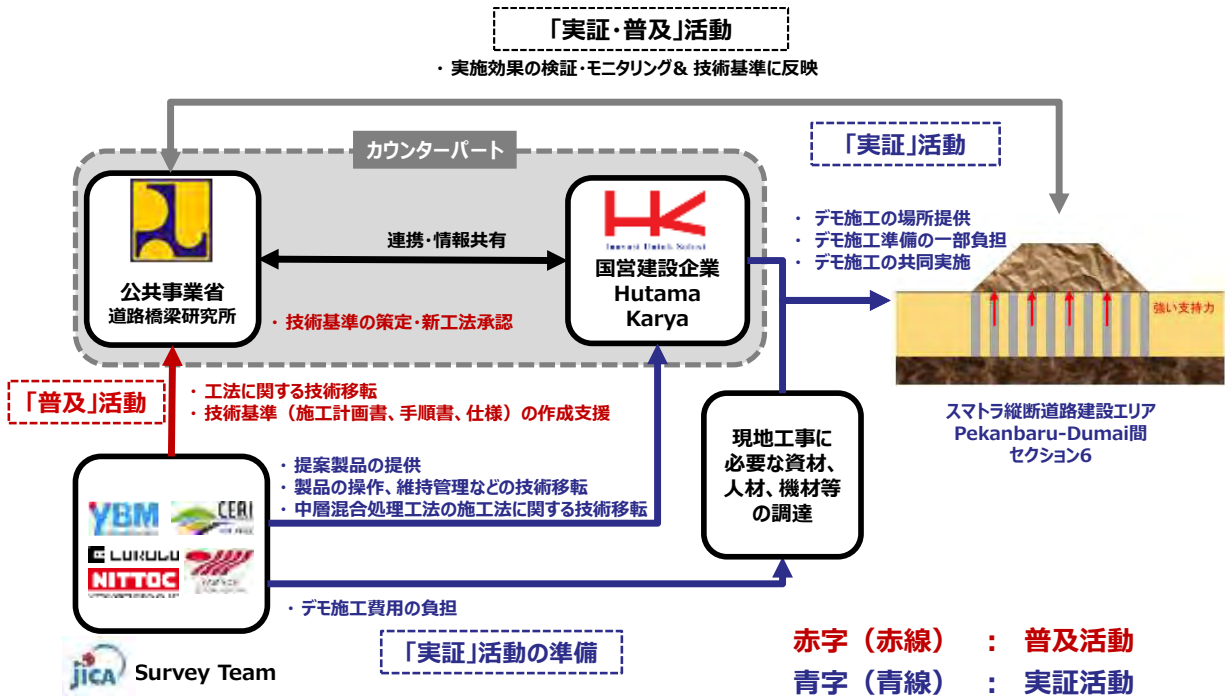 「実証・普及」活動
・ 実施効果の検証・モニタリング& 技術基準に反映
カウンターパート
「実証」活動
連携・情報共有
公共事業省
道路橋梁研究所
国営建設企業
Hutama
Karya
・ デモ施工の場所提供
・ デモ施工準備の一部負担
・ デモ施工の共同実施
強い支持力
・ 技術基準の策定・新工法承認
「普及」活動
・ 工法に関する技術移転
・ 技術基準（施工計画書、手順書、仕様）の作成支援
スマトラ縦断道路建設エリア
Pekanbaru-Dumai間
セクション6
現地工事に
必要な資材、
人材、機材等
の調達
・ 提案製品の提供
・ 製品の操作、維持管理などの技術移転
・ 中層混合処理工法の施工法に関する技術移転
YBM
CERI
NITTOC
・ デモ施工費用の負担
「実証」活動の準備
jica Survey Team
赤字（赤線） ： 普及活動
青字（青線） ： 実証活動